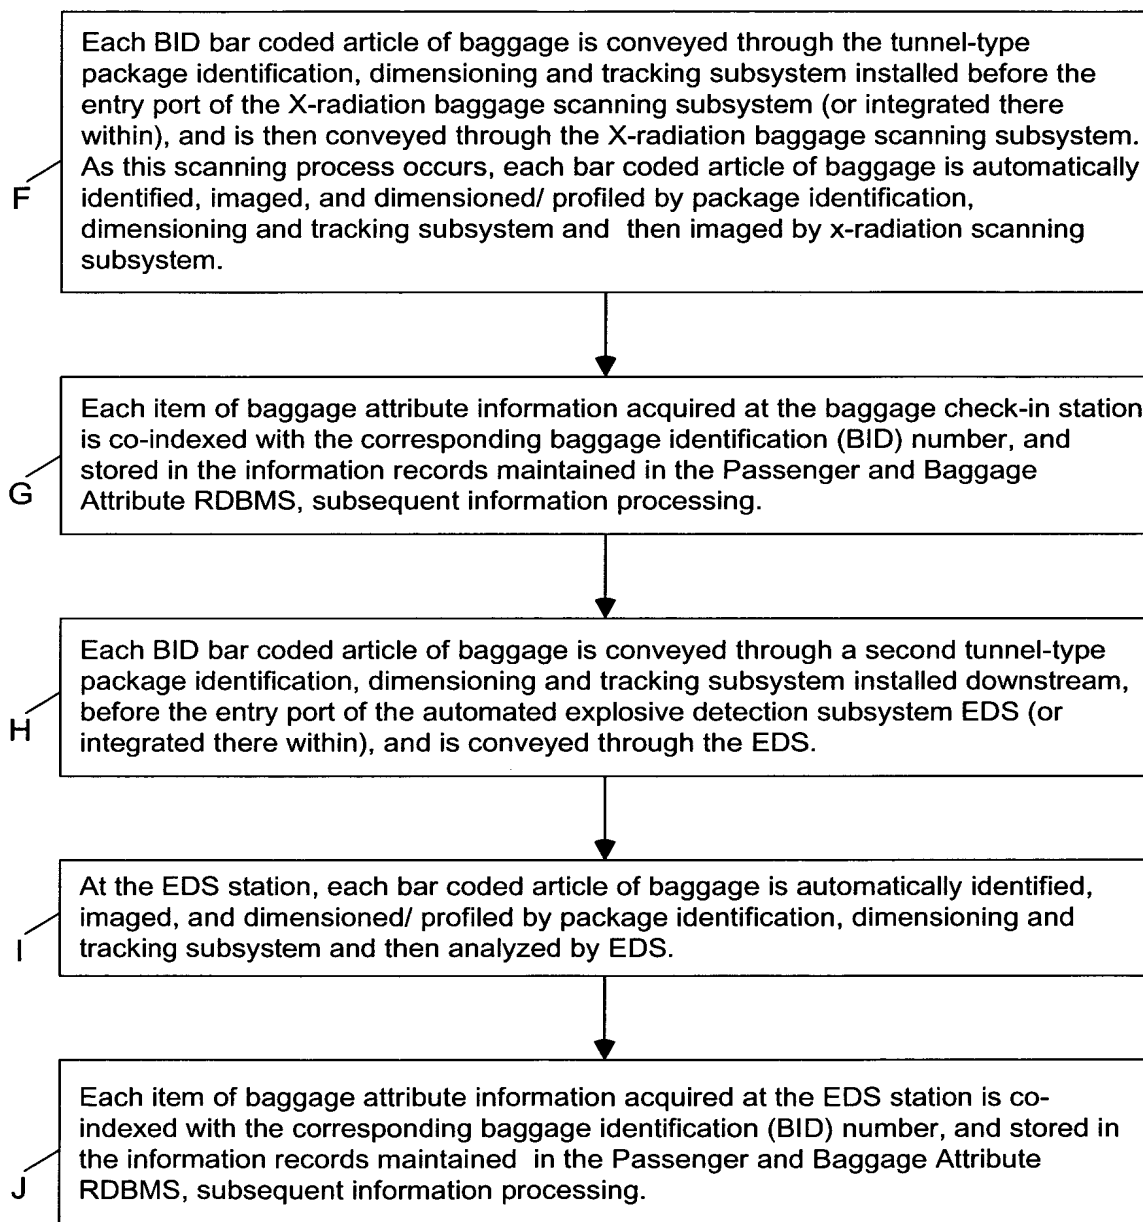 Each BID bar coded article of baggage is conveyed through the tunnel-type
package identification, dimensioning and tracking subsystem installed before the
entry port of the X-radiation baggage scanning subsystem (or integrated there
within), and is then conveyed through the X-radiation baggage scanning subsystem.
As this scanning process occurs, each bar coded article of baggage is automatically
identified, imaged, and dimensioned/ profiled by package identification,
dimensioning and tracking subsystem and then imaged by x-radiation scanning
subsystem.
F
Each item of baggage attribute information acquired at the baggage check-in station
is co-indexed with the corresponding baggage identification (BID) number, and
stored in the information records maintained in the Passenger and Baggage
Attribute RDBMS, subsequent information processing.
G
Each BID bar coded article of baggage is conveyed through a second tunnel-type
package identification, dimensioning and tracking subsystem installed downstream,
before the entry port of the automated explosive detection subsystem EDS (or
integrated there within), and is conveyed through the EDS.
H
At the EDS station, each bar coded article of baggage is automatically identified,
imaged, and dimensioned/ profiled by package identification, dimensioning and
tracking subsystem and then analyzed by EDS.
I
Each item of baggage attribute information acquired at the EDS station is co-
indexed with the corresponding baggage identification (BID) number, and stored in
the information records maintained in the Passenger and Baggage Attribute
RDBMS, subsequent information processing.
J